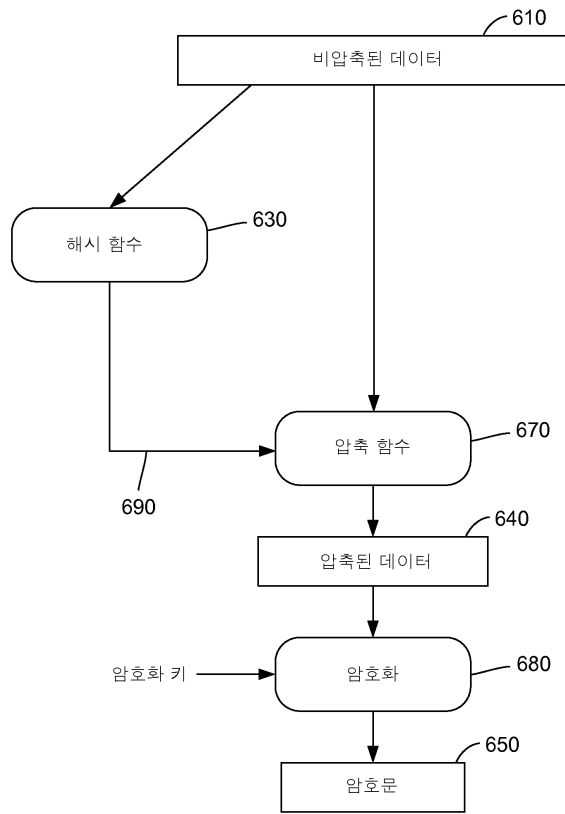 610
비압축된 데이터
630
해시 함수
670
압축 함수
690
640
압축된 데이터
680
암호화 키
암호화
650
암호문